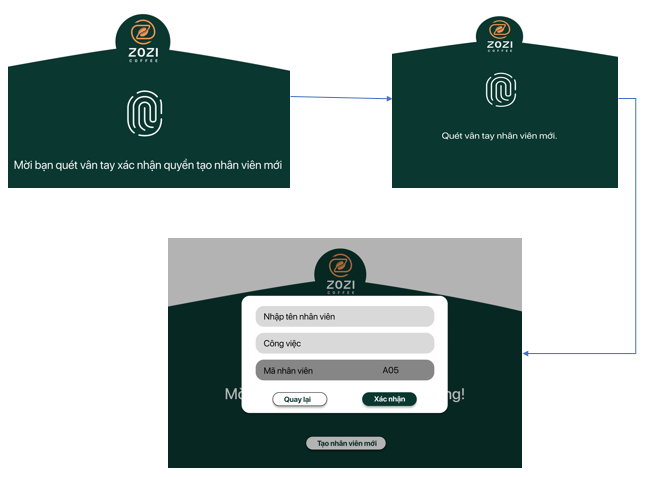 ZOZI
COFFEE
Mời bạn quét vân tay xác nhận quyền tạo nhân viên mới
ZOZI
COFFEE
Quét vân tay nhân viên mới.
ZOZI
COFFEE
Nhập tên nhân viên
Công việc
Mã nhân viên A05
Quay lại Xác nhận
Tạo nhân viên mới